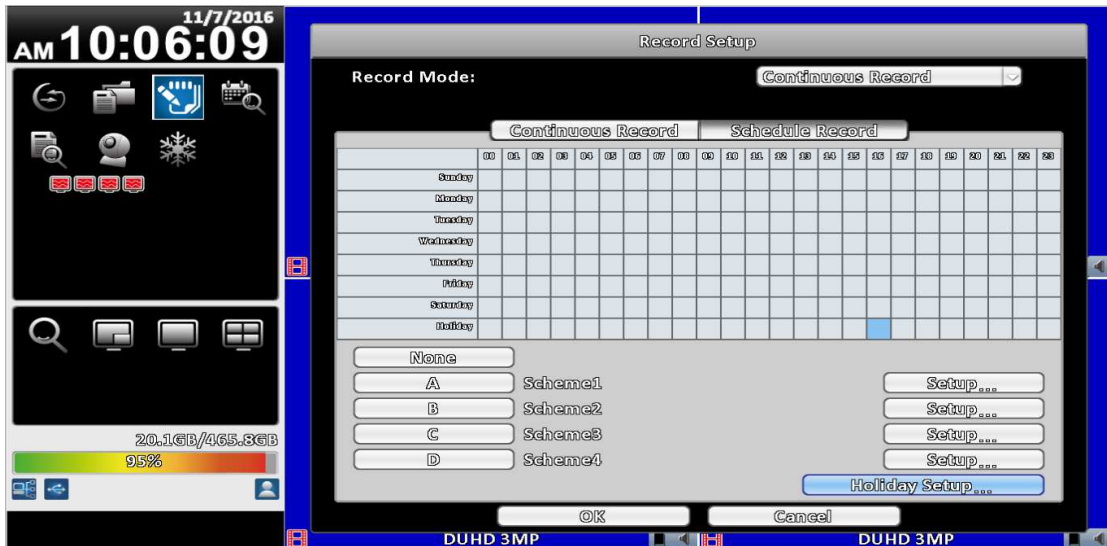 11/7/2016
AM 10:06:09
20.1GB/465.8GB
95%
Record Setup
Record Mode:
Continuous Record
Continuous Record Schedule Record
00 01 02 03 04 05 06 07 08 09 10 11 12 13 14 15 16 17 18 19 20 21 22 23
Sunday
Monday
Tuesday
Wednesday
Thursday
Friday
Saturday
Holiday
None
A Scheme1 Setup...
B Scheme2 Setup...
C Scheme3 Setup...
D Scheme4 Setup...
Holiday Setup...
OK Cancel
DUHD 3MP DUHD 3MP